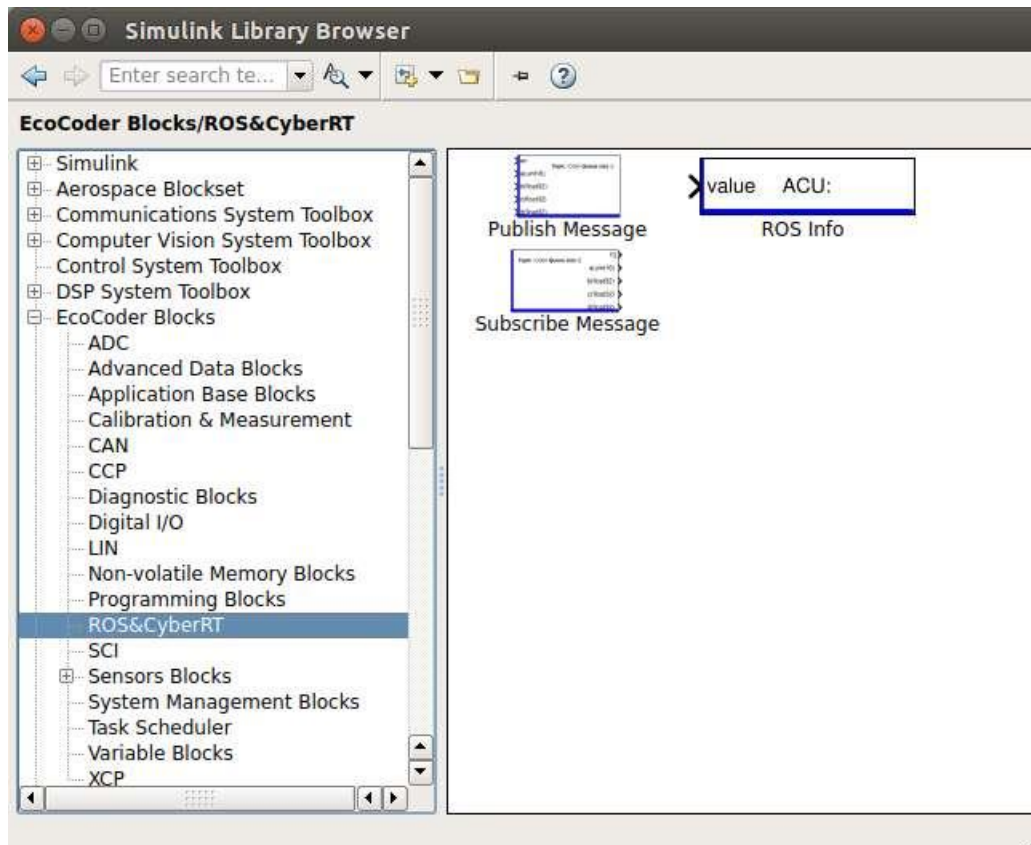 Simulink Library Browser
Enter search te...
EcoCoder Blocks/ROS&CyberRT
Simulink
Aerospace Blockset
Communications System Toolbox
Computer Vision System Toolbox
Control System Toolbox
DSP System Toolbox
EcoCoder Blocks
ADC
Advanced Data Blocks
Application Base Blocks
Calibration & Measurement
CAN
CCP
Diagnostic Blocks
Digital I/O
LIN
Non-volatile Memory Blocks
Programming Blocks
ROS&CyberRT
SCI
Sensors Blocks
System Management Blocks
Task Scheduler
Variable Blocks
XCP
Publish Message
value ACU:
ROS Info
Subscribe Message